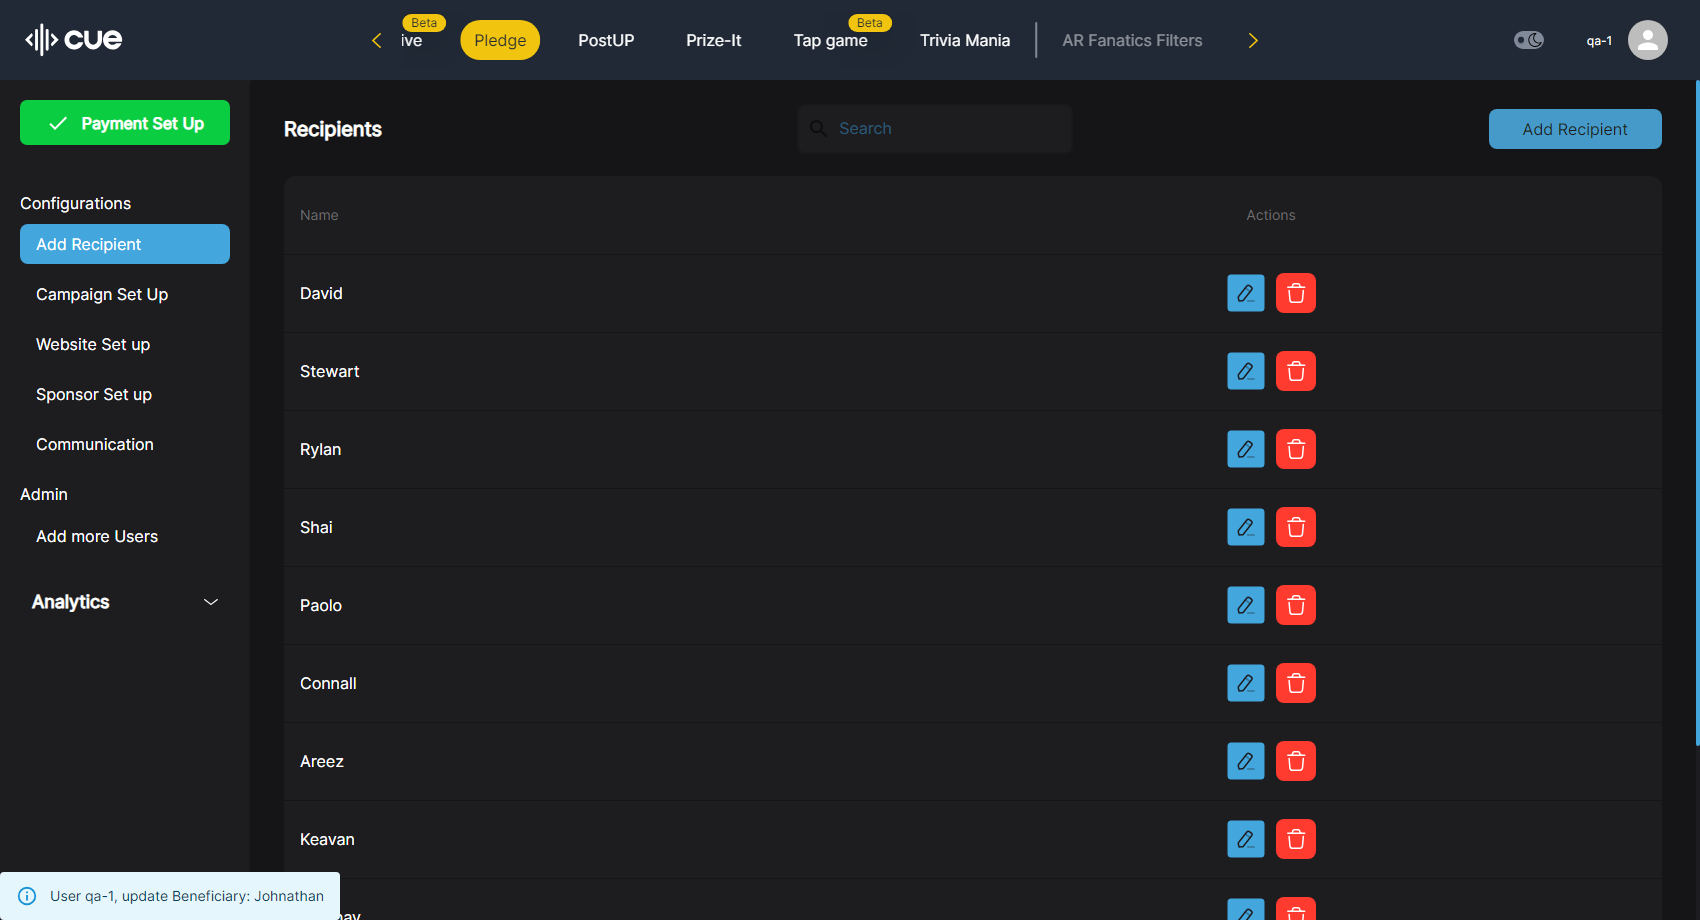 cue
Beta
Beta
ive
Pledge
PostUP
Prize-It
Tap game
Trivia Mania
AR Fanatics Filters
qa-1
Payment Set Up
Recipients
Search
Add Recipient
Configurations
Add Recipient
Campaign Set Up
Website Set up
Sponsor Set up
Communication
Admin
Add more Users
Analytics
Name
Actions
David
Stewart
Rylan
Shai
Paolo
Connall
Areez
Keavan
User qa-1, update Beneficiary: Johnathan